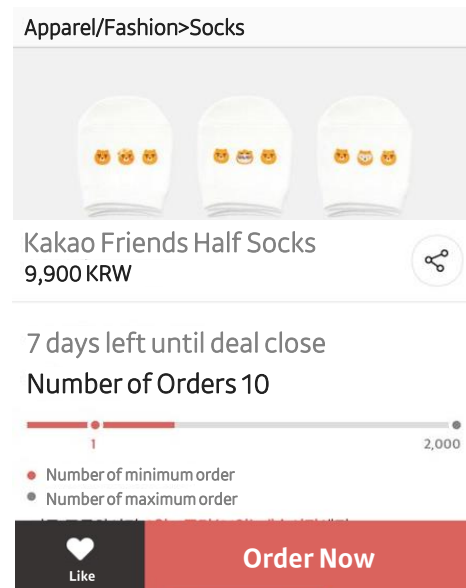 Apparel/Fashion>Socks
Kakao Friends Half Socks
9,900 KRW
7 days left until deal close
Number of Orders 10
1
2,000
Number of minimum order
Number of maximum order
Like
Order Now